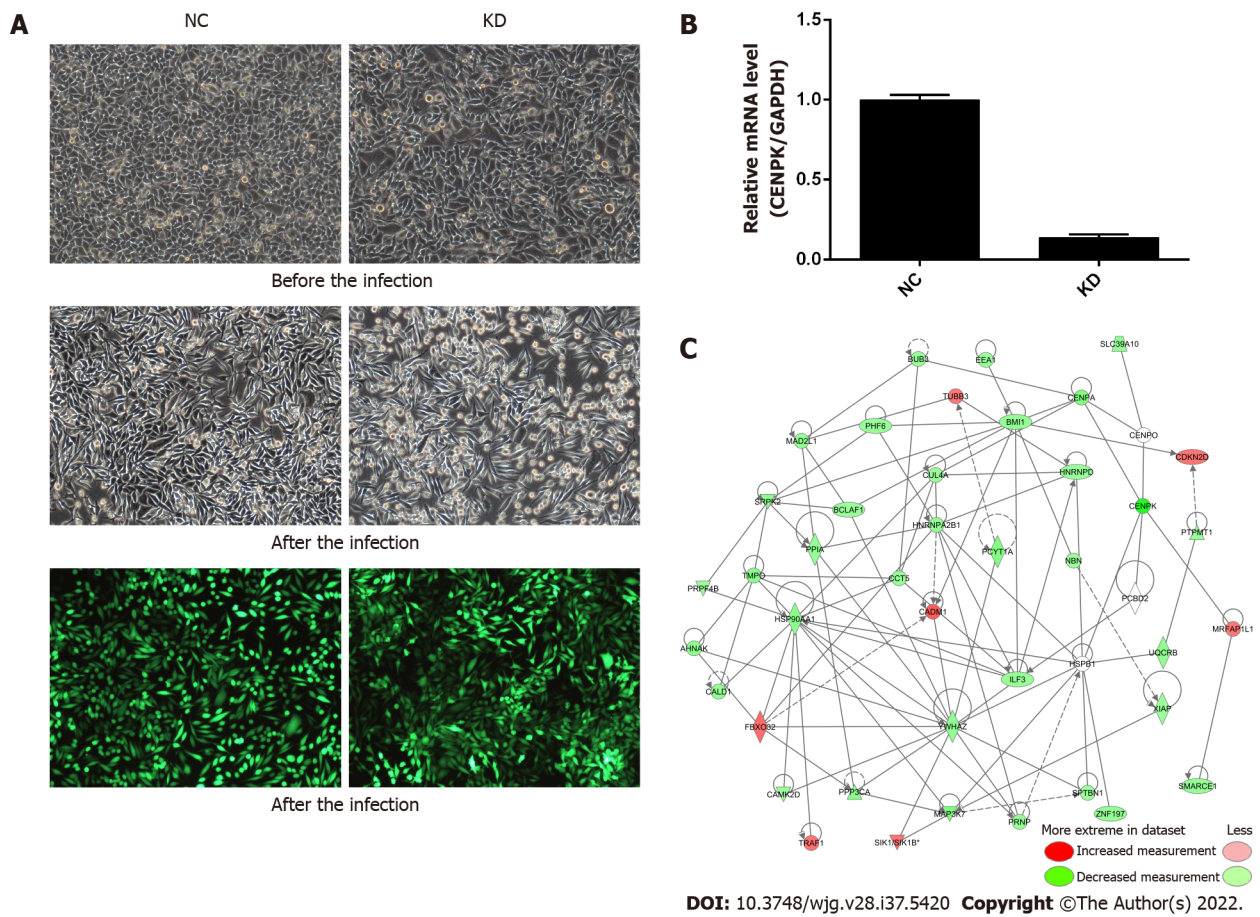 A
NC
KD
Before the infection
After the infection
After the infection
B
Relative mRNA level
(CENPK/GAPDH)
1.5
1.0
0.5
0.0
NC
KD
C
SLC39A10
BUB3
EEA1
TUBB3
CENPA
PHF6
BMI1
CENPO
MAD2L1
CDKN2D
CUL4A
HNRNPD
SRPK2
BCLAF1
CENPK
HNRNPA2B1
PTPMT1
PPIA
PCYT1A
NBN
TMPO
CCT5
PRPF4B
PCBD2
CADM1
HSP90AA1
MRFAP1L1
AHNAK
UQCRB
HSPB1
ILF3
CALD1
XIAP
FBXO32
YWHAZ
SMARCE1
CAMK2D
PPP3CA
SPTBN1
MAP3K7
ZNF197
PRNP
TRAF1
SIK1/SIK1B*
More extreme in dataset Less
Increased measurement
Decreased measurement
DOI: 10.3748/wjg.v28.i37.5420 Copyright ©The Author(s) 2022.